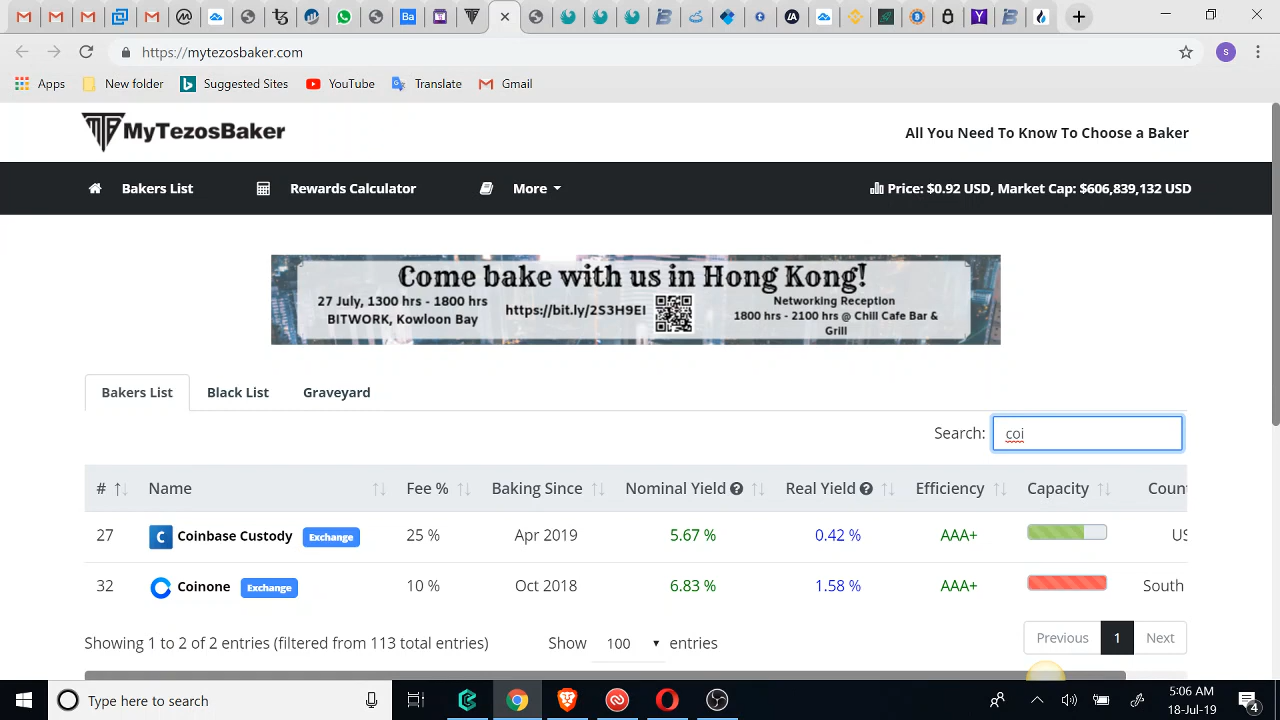 https://mytezosbaker.com
S
Apps New folder Suggested Sites YouTube Translate Gmail
MyTezosBaker
All You Need To Know To Choose a Baker
Bakers List Rewards Calculator More Price: $0.92 USD, Market Cap: $606,839,132 USD
Come bake with us in Hong Kong!
27 July, 1300 hrs - 1800 hrs
BITWORK, Kowloon Bay
https://bit.ly/2S3H9EI
Networking Reception
1800 hrs - 2100 hrs @ Chill Cafe Bar &
Grill
Bakers List Black List Graveyard
Search: coi
# Name Fee % Baking Since Nominal Yield Real Yield Efficiency Capacity Coun
27 Coinbase Custody Exchange 25 % Apr 2019 5.67 % 0.42 % AAA+ US
32 Coinone Exchange 10 % Oct 2018 6.83 % 1.58 % AAA+ South
Showing 1 to 2 of 2 entries (filtered from 113 total entries) Show 100 entries Previous 1 Next
Type here to search
5:06 AM
18-Jul-19
4